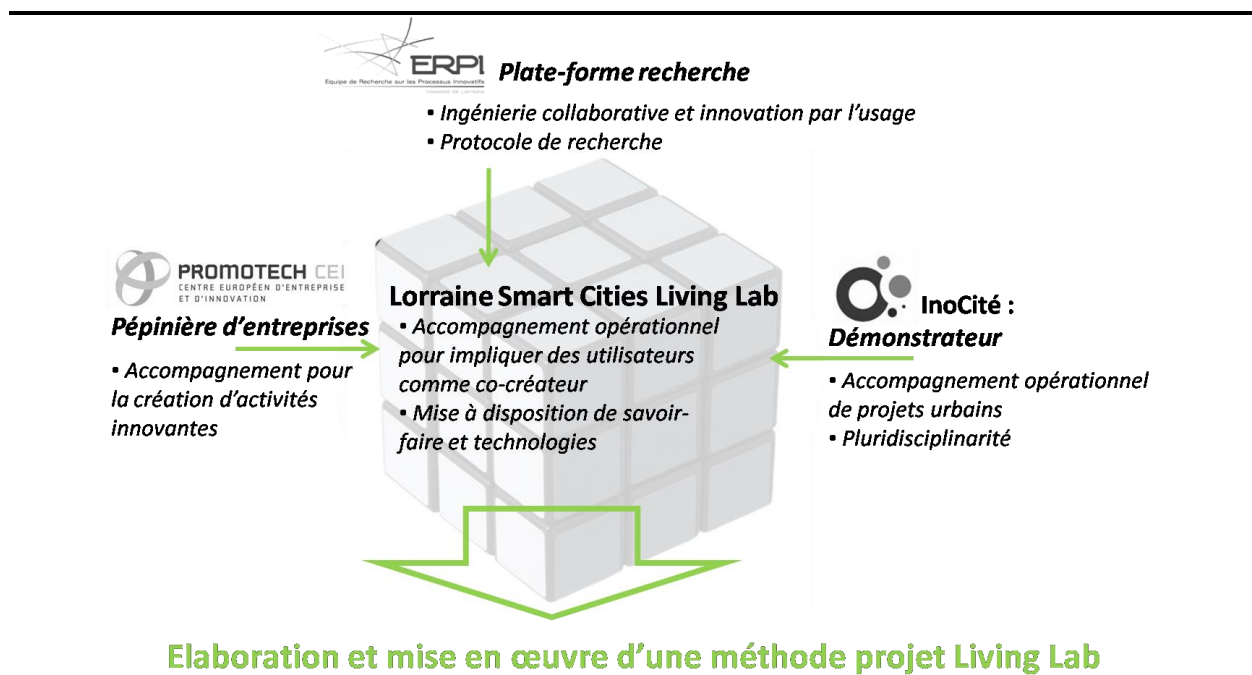 ERPI
Equipe de Recherche sur les Processus Innovatifs
Plate-forme recherche
▪ Ingénierie collaborative et innovation par l'usage
▪ Protocole de recherche
PROMOTECH CEI
CENTRE EUROPÉEN D'ENTREPRISE
ET D'INNOVATION
Pépinière d'entreprises
▪ Accompagnement pour
la création d'activités
innovantes
Lorraine Smart Cities Living Lab
▪ Accompagnement opérationnel
pour impliquer des utilisateurs
comme co-créateur
▪ Mise à disposition de savoir-
faire et technologies
InoCité :
Démonstrateur
▪ Accompagnement opérationnel
de projets urbains
▪ Pluridisciplinarité
Elaboration et mise en œuvre d'une méthode projet Living Lab